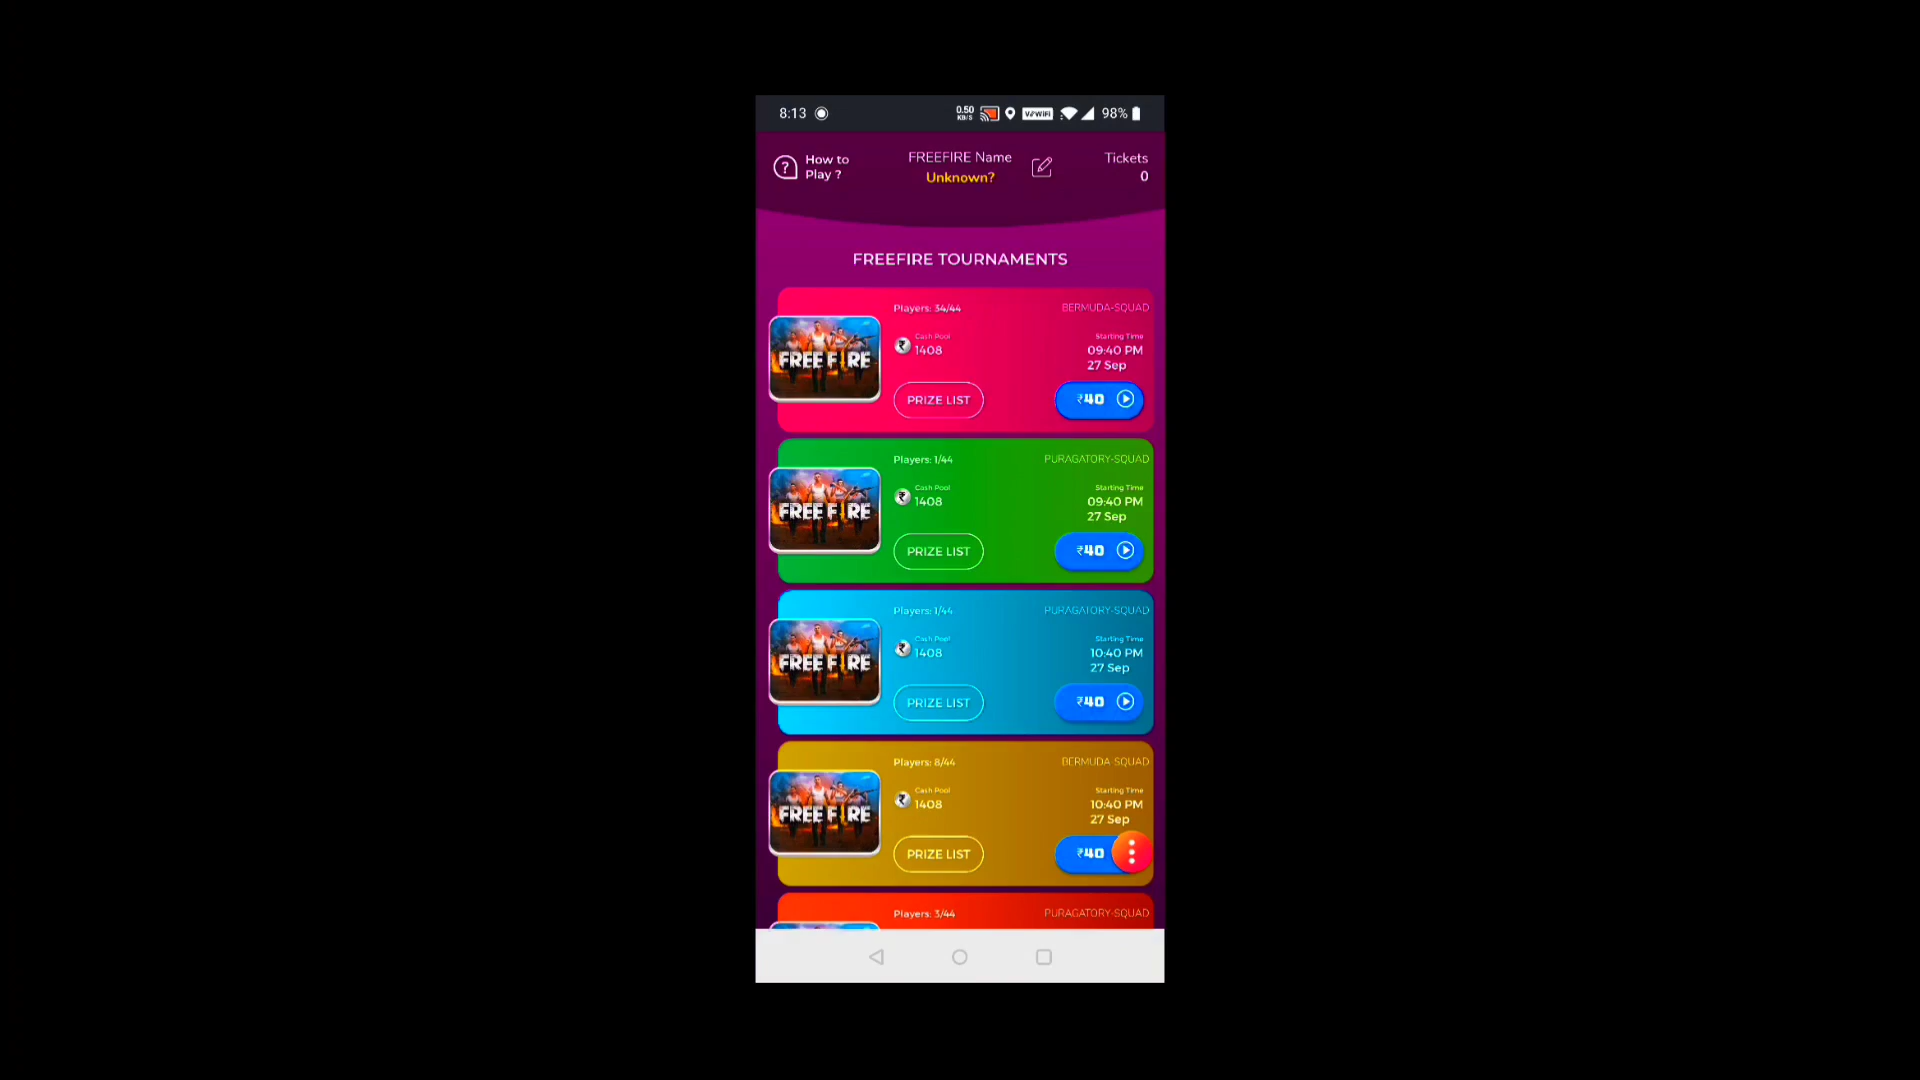 8:13
0.50
KB/S
VoWiFi
98%
How to
Play ?
FREEFIRE Name
Unknown?
Tickets
0
FREEFIRE TOURNAMENTS
Players: 34/44
BERMUDA-SQUAD
FREE FIRE
Cash Pool
₹ 1408
Starting Time
09:40 PM
27 Sep
PRIZE LIST
₹40
Players: 1/44
PURAGATORY-SQUAD
FREE FIRE
Cash Pool
₹ 1408
Starting Time
09:40 PM
27 Sep
PRIZE LIST
₹40
Players: 1/44
PURAGATORY-SQUAD
FREE FIRE
Cash Pool
₹ 1408
Starting Time
10:40 PM
27 Sep
PRIZE LIST
₹40
Players: 8/44
BERMUDA-SQUAD
FREE FIRE
Cash Pool
₹ 1408
Starting Time
10:40 PM
27 Sep
PRIZE LIST
₹40
Players: 3/44
PURAGATORY-SQUAD